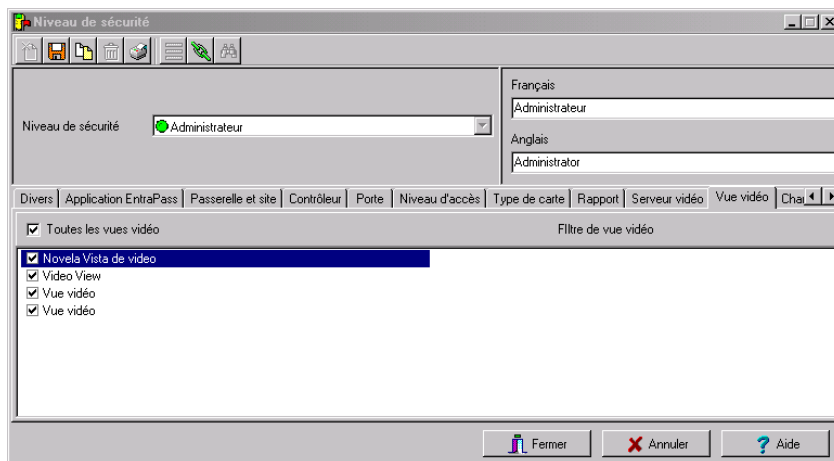 Niveau de sécurité
Français
Administrateur
Niveau de sécurité
Administrateur
Anglais
Administrator
Divers
Application EntraPass
Passerelle et site
Contrôleur
Porte
Niveau d'accès
Type de carte
Rapport
Serveur vidéo
Vue vidéo
Cha
Toutes les vues vidéo
FIltre de vue vidéo
Novela Vista de video
Video View
Vue vidéo
Vue vidéo
Fermer
Annuler
Aide